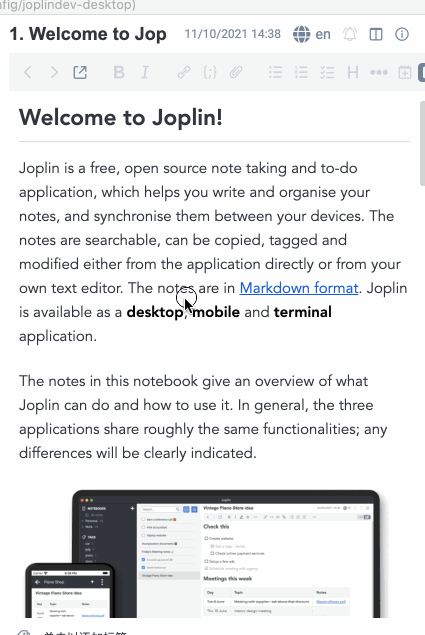 nfig/joplindev-desktop)
1. Welcome to Jop 11/10/2021 14:38 en
Welcome to Joplin!
Joplin is a free, open source note taking and to-do
application, which helps you write and organise your
notes, and synchronise them between your devices. The
notes are searchable, can be copied, tagged and
modified either from the application directly or from your
own text editor. The notes are in Markdown format. Joplin
is available as a desktop, mobile and terminal
application.
The notes in this notebook give an overview of what
Joplin can do and how to use it. In general, the three
applications share roughly the same functionalities; any
differences will be clearly indicated.
Vintage Piano Store idea
Check this
Meetings this week
Piano Shop